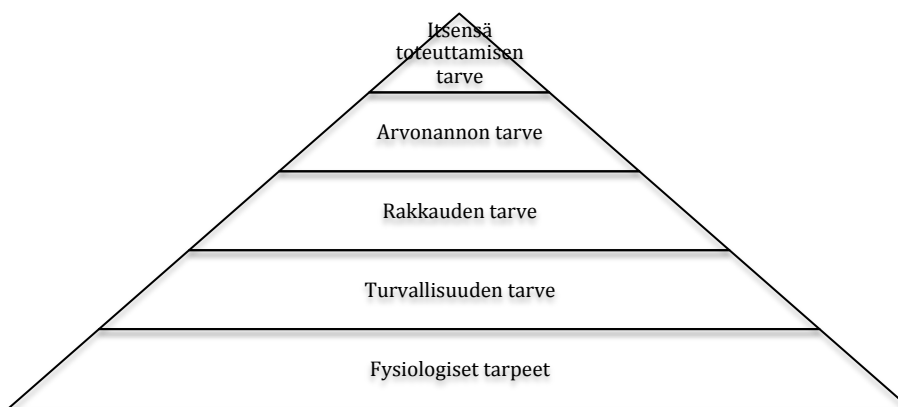 Itsensä
toteuttamisen
tarve
Arvonannon tarve
Rakkauden tarve
Turvallisuuden tarve
Fysiologiset tarpeet